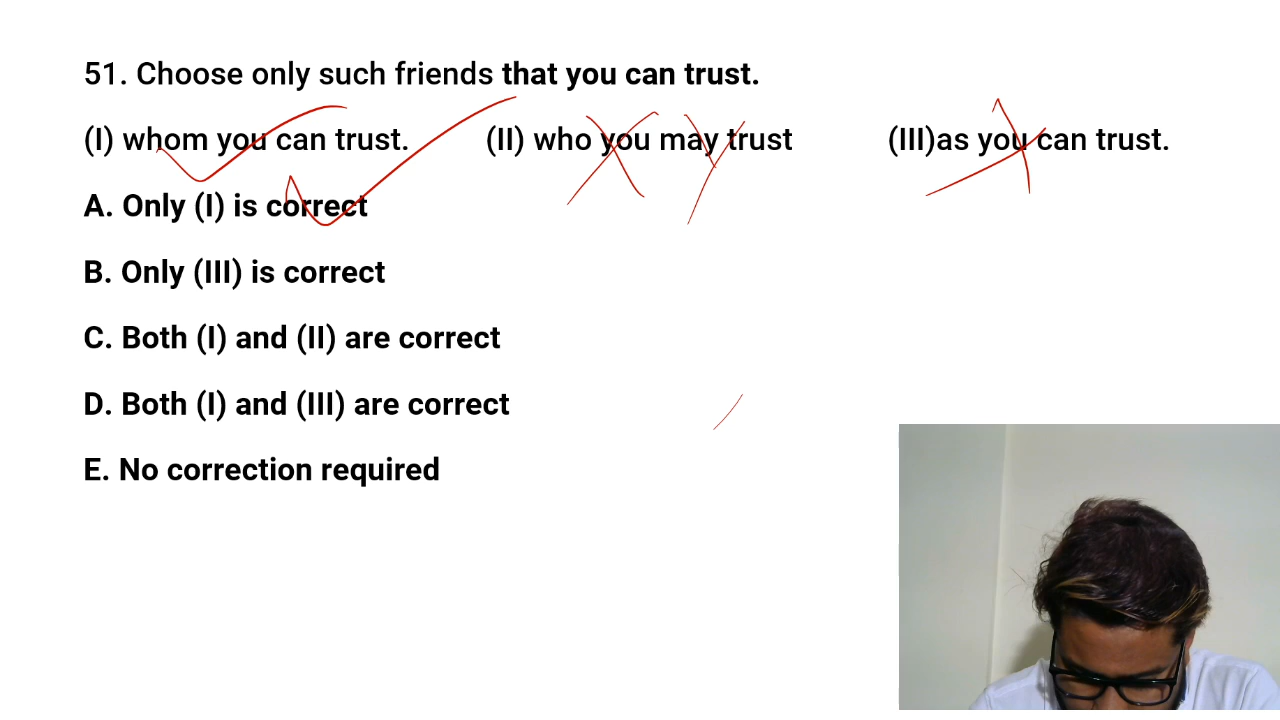 51. Choose only such friends that you can trust.
(I) whom you can trust. (II) who you may trust (III)as you can trust.
A. Only (I) is correct
B. Only (III) is correct
C. Both (I) and (II) are correct
D. Both (I) and (III) are correct
E. No correction required